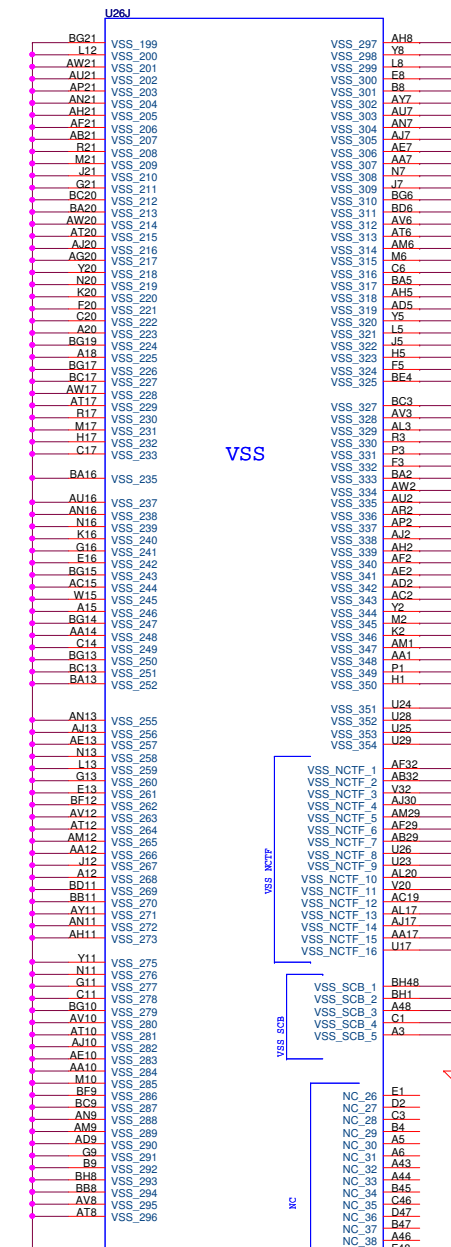 U26J
BG21 VSS_199
L12 VSS_200
AW21 VSS_201
AU21 VSS_202
AP21 VSS_203
AN21 VSS_204
AH21 VSS_205
AF21 VSS_206
AB21 VSS_207
R21 VSS_208
M21 VSS_209
J21 VSS_210
G21 VSS_211
BC20 VSS_212
BA20 VSS_213
AW20 VSS_214
AT20 VSS_215
AJ20 VSS_216
AG20 VSS_217
Y20 VSS_218
N20 VSS_219
K20 VSS_220
F20 VSS_221
C20 VSS_222
A20 VSS_223
BG19 VSS_224
A18 VSS_225
BG17 VSS_226
BC17 VSS_227
AW17 VSS_228
AT17 VSS_229
R17 VSS_230
M17 VSS_231
H17 VSS_232
C17 VSS_233
BA16 VSS_235
AU16 VSS_237
AN16 VSS_238
N16 VSS_239
K16 VSS_240
G16 VSS_241
E16 VSS_242
BG15 VSS_243
AC15 VSS_244
W15 VSS_245
A15 VSS_246
BG14 VSS_247
AA14 VSS_248
C14 VSS_249
BG13 VSS_250
BC13 VSS_251
BA13 VSS_252
AN13 VSS_255
AJ13 VSS_256
AE13 VSS_257
N13 VSS_258
L13 VSS_259
G13 VSS_260
E13 VSS_261
BF12 VSS_262
AV12 VSS_263
AT12 VSS_264
AM12 VSS_265
AA12 VSS_266
J12 VSS_267
A12 VSS_268
BD11 VSS_269
BB11 VSS_270
AY11 VSS_271
AN11 VSS_272
AH11 VSS_273
Y11 VSS_275
N11 VSS_276
G11 VSS_277
C11 VSS_278
BG10 VSS_279
AV10 VSS_280
AT10 VSS_281
AJ10 VSS_282
AE10 VSS_283
AA10 VSS_284
M10 VSS_285
BF9 VSS_286
BC9 VSS_287
AN9 VSS_288
AM9 VSS_289
AD9 VSS_290
G9 VSS_291
B9 VSS_292
BH8 VSS_293
BB8 VSS_294
AV8 VSS_295
AT8 VSS_296
VSS
VSS_297 AH8
VSS_298 Y8
VSS_299 L8
VSS_300 E8
VSS_301 B8
VSS_302 AY7
VSS_303 AU7
VSS_304 AN7
VSS_305 AJ7
VSS_306 AE7
VSS_307 AA7
VSS_308 N7
VSS_309 J7
VSS_310 BG6
VSS_311 BD6
VSS_312 AV6
VSS_313 AT6
VSS_314 AM6
VSS_315 M6
VSS_316 C6
VSS_317 BA5
VSS_318 AH5
VSS_319 AD5
VSS_320 Y5
VSS_321 L5
VSS_322 J5
VSS_323 H5
VSS_324 F5
VSS_325 BE4
VSS_327 BC3
VSS_328 AV3
VSS_329 AL3
VSS_330 R3
VSS_331 P3
VSS_332 F3
VSS_333 BA2
VSS_334 AW2
VSS_335 AU2
VSS_336 AR2
VSS_337 AP2
VSS_338 AJ2
VSS_339 AH2
VSS_340 AF2
VSS_341 AE2
VSS_342 AD2
VSS_343 AC2
VSS_344 Y2
VSS_345 M2
VSS_346 K2
VSS_347 AM1
VSS_348 AA1
VSS_349 P1
VSS_350 H1
VSS_351 U24
VSS_352 U28
VSS_353 U25
VSS_354 U29
VSS NCTF
VSS_NCTF_1 AF32
VSS_NCTF_2 AB32
VSS_NCTF_3 V32
VSS_NCTF_4 AJ30
VSS_NCTF_5 AM29
VSS_NCTF_6 AF29
VSS_NCTF_7 AB29
VSS_NCTF_8 U26
VSS_NCTF_9 U23
VSS_NCTF_10 AL20
VSS_NCTF_11 V20
VSS_NCTF_12 AC19
VSS_NCTF_13 AL17
VSS_NCTF_14 AJ17
VSS_NCTF_15 AA17
VSS_NCTF_16 U17
VSS SCB
VSS_SCB_1 BH48
VSS_SCB_2 BH1
VSS_SCB_3 A48
VSS_SCB_4 C1
VSS_SCB_5 A3
NC
NC_26 E1
NC_27 D2
NC_28 C3
NC_29 B4
NC_30 A5
NC_31 A6
NC_32 A43
NC_33 A44
NC_34 B45
NC_35 C46
NC_36 D47
NC_37 B47
NC_38 A46